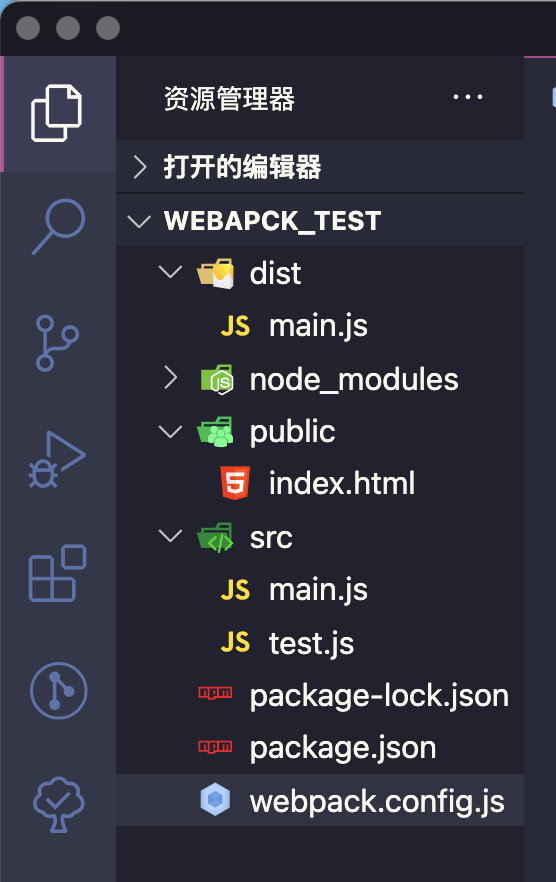 资源管理器 ...
打开的编辑器
WEBAPCK_TEST
dist
JS main.js
node_modules
public
index.html
src
JS main.js
JS test.js
package-lock.json
package.json
webpack.config.js